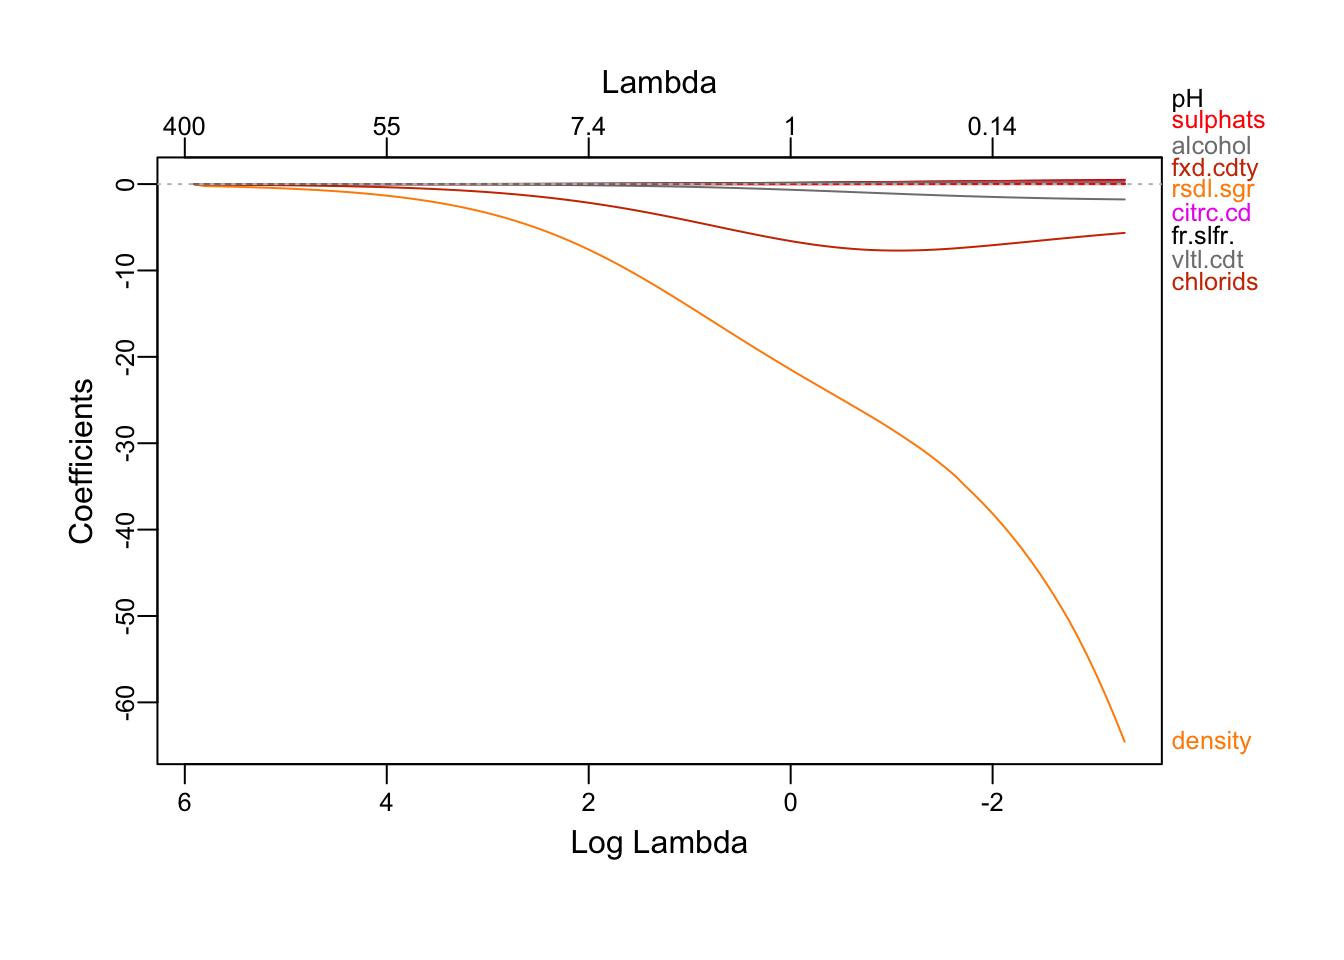 Lambda
400 55 7.4 1 0.14
pH
sulphats
alcohol
fxd.cdty
rsdl.sgr
citrc.cd
fr.slfr.
vltl.cdt
chlorids
density
Coefficients
0
-10
-20
-30
-40
-50
-60
6 4 2 0 -2
Log Lambda